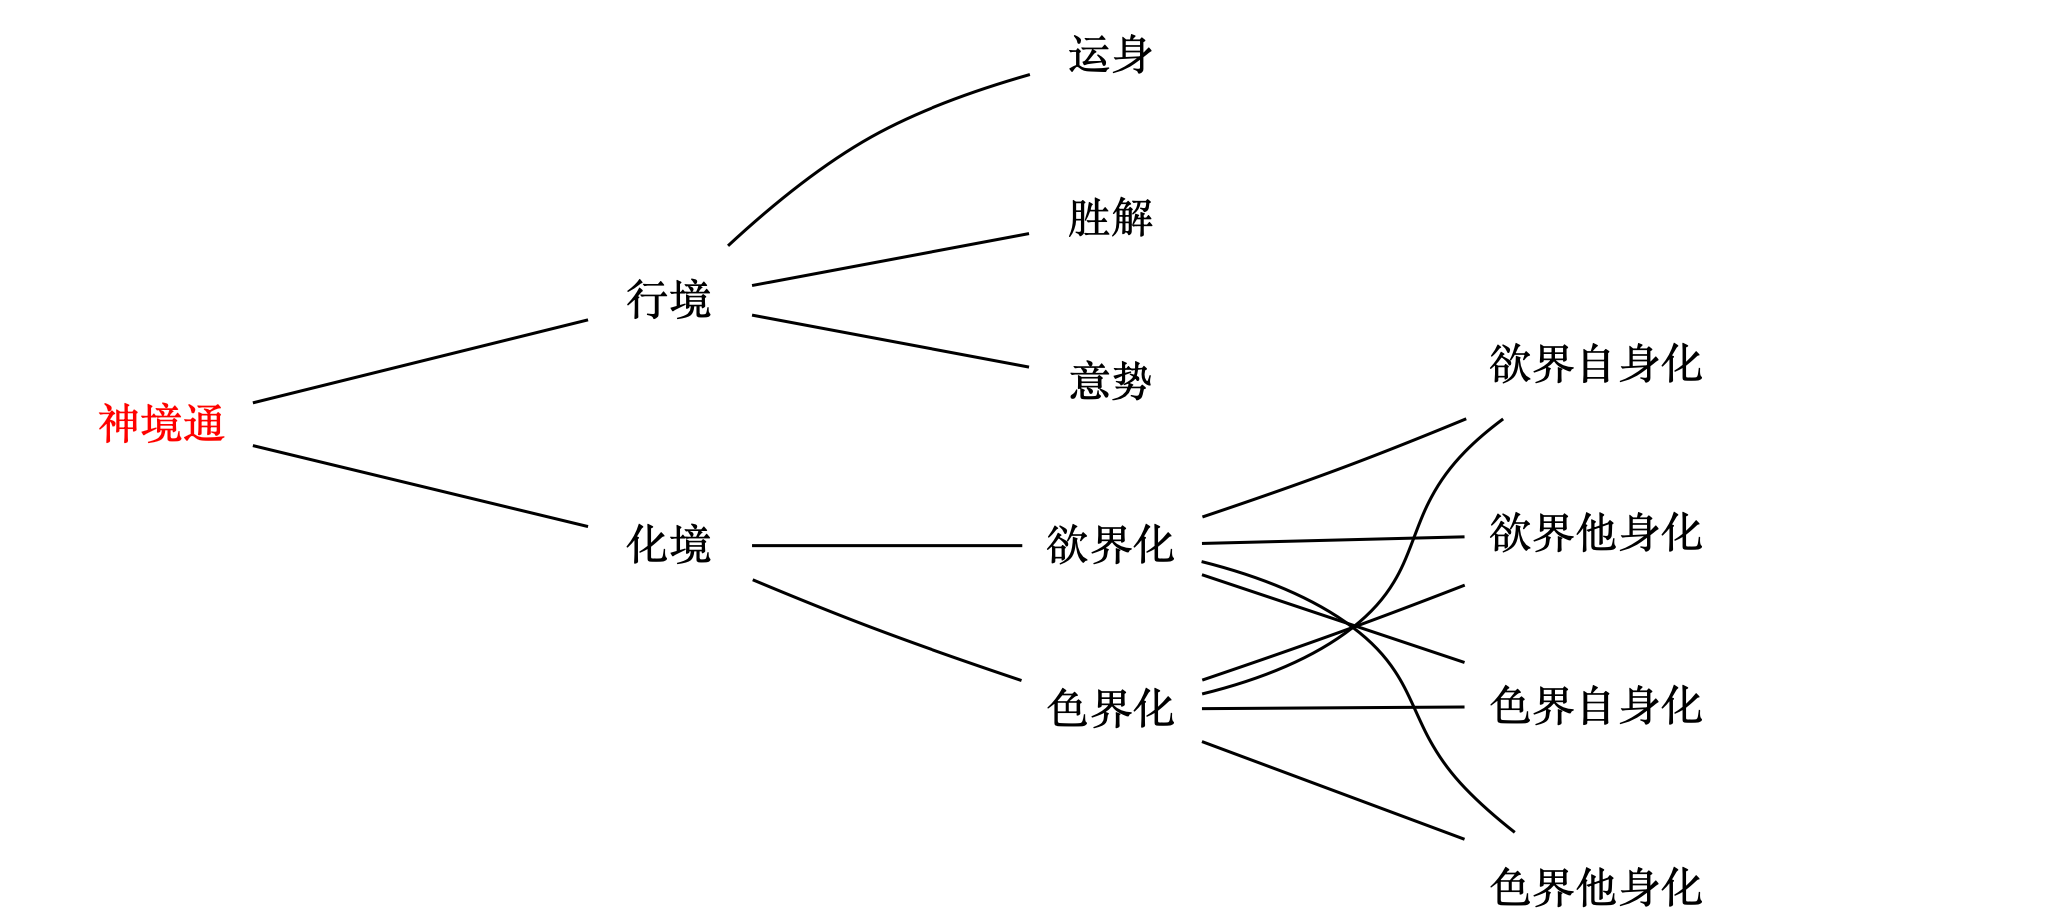 神境通
行境
化境
运身
胜解
意势
欲界化
色界化
欲界自身化
欲界他身化
色界自身化
色界他身化